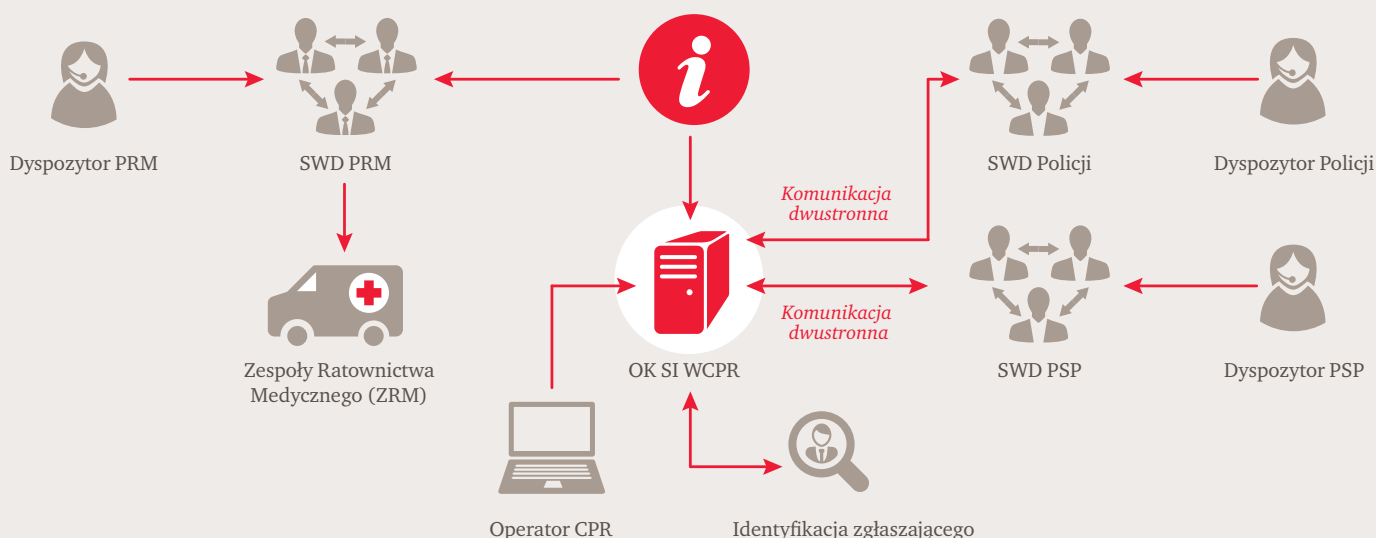 Dyspozytor PRM
SWD PRM
SWD Policji
Dyspozytor Policji
Komunikacja
dwustronna
Zespoły Ratownictwa
Medycznego (ZRM)
OK SI WCPR
Komunikacja
dwustronna
SWD PSP
Dyspozytor PSP
Operator CPR
Identyfikacja zgłaszającego